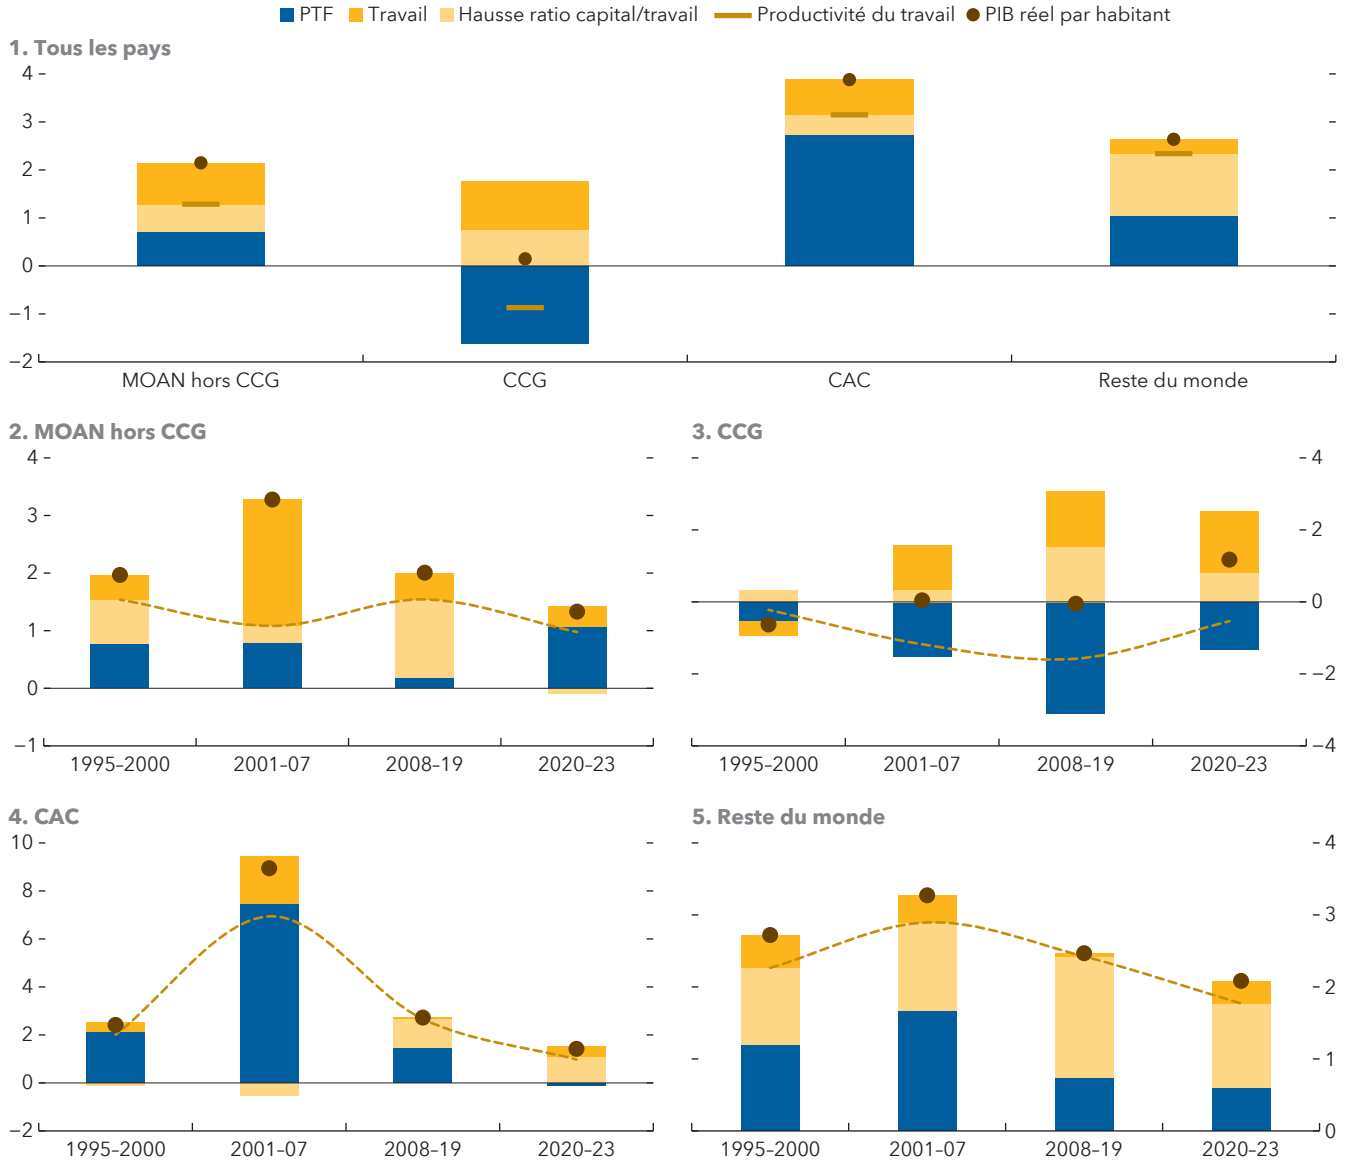 PTF Travail Hausse ratio capital/travail Productivité du travail PIB réel par habitant
1. Tous les pays
4
3
2
1
0
−1
−2
MOAN hors CCG CCG CAC Reste du monde
2. MOAN hors CCG
4
3
2
1
0
−1
1995–2000 2001–07 2008–19 2020–23
3. CCG
4
2
0
−2
−4
1995–2000 2001–07 2008–19 2020–23
4. CAC
10
8
6
4
2
0
−2
1995–2000 2001–07 2008–19 2020–23
5. Reste du monde
4
3
2
1
0
1995–2000 2001–07 2008–19 2020–23